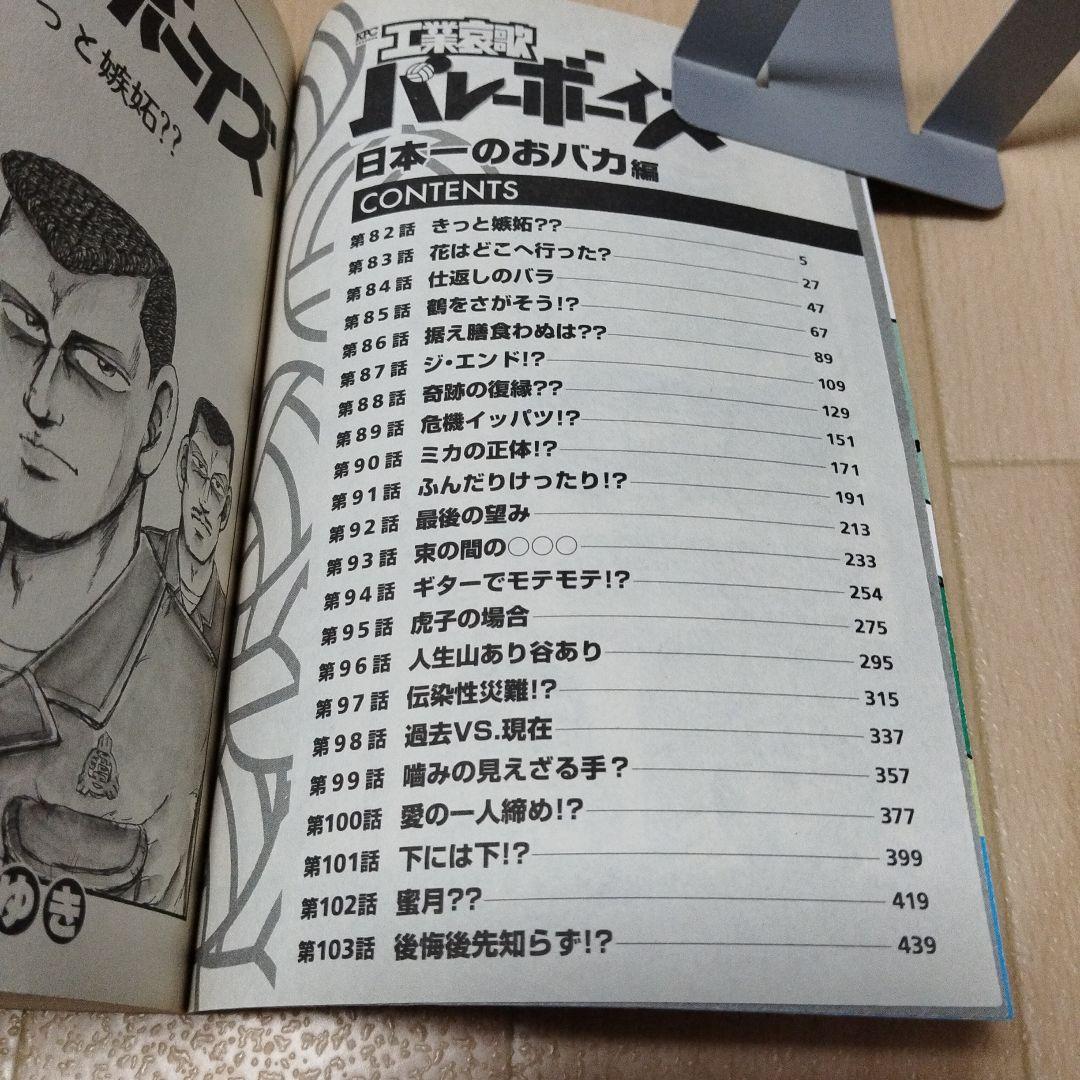 ボーイズ
っと嫉妬??
ゆき
KPC
工業哀歌
バレーボーイズ
日本一のおバカ編
CONTENTS
第82話 きっと嫉妬?? 5
第83話 花はどこへ行った? 27
第84話 仕返しのバラ 47
第85話 鶴をさがそう!? 67
第86話 据え膳食わぬは?? 89
第87話 ジ・エンド!? 109
第88話 奇跡の復縁?? 129
第89話 危機イッパツ!? 151
第90話 ミカの正体!? 171
第91話 ふんだりけったり!? 191
第92話 最後の望み 213
第93話 束の間の○○○ 233
第94話 ギターでモテモテ!? 254
第95話 虎子の場合 275
第96話 人生山あり谷あり 295
第97話 伝染性災難!? 315
第98話 過去VS.現在 337
第99話 噛みの見えざる手? 357
第100話 愛の一人締め!? 377
第101話 下には下!? 399
第102話 蜜月?? 419
第103話 後悔後先知らず!? 439